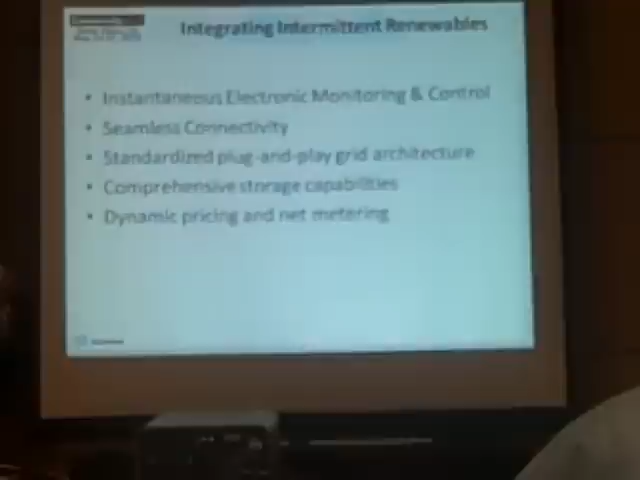 Integrating Intermittent Renewables
• Instantaneous Electronic Monitoring & Control
• Seamless Connectivity
• Standardized plug-and-play grid architecture
• Comprehensive storage capabilities
• Dynamic pricing and net metering